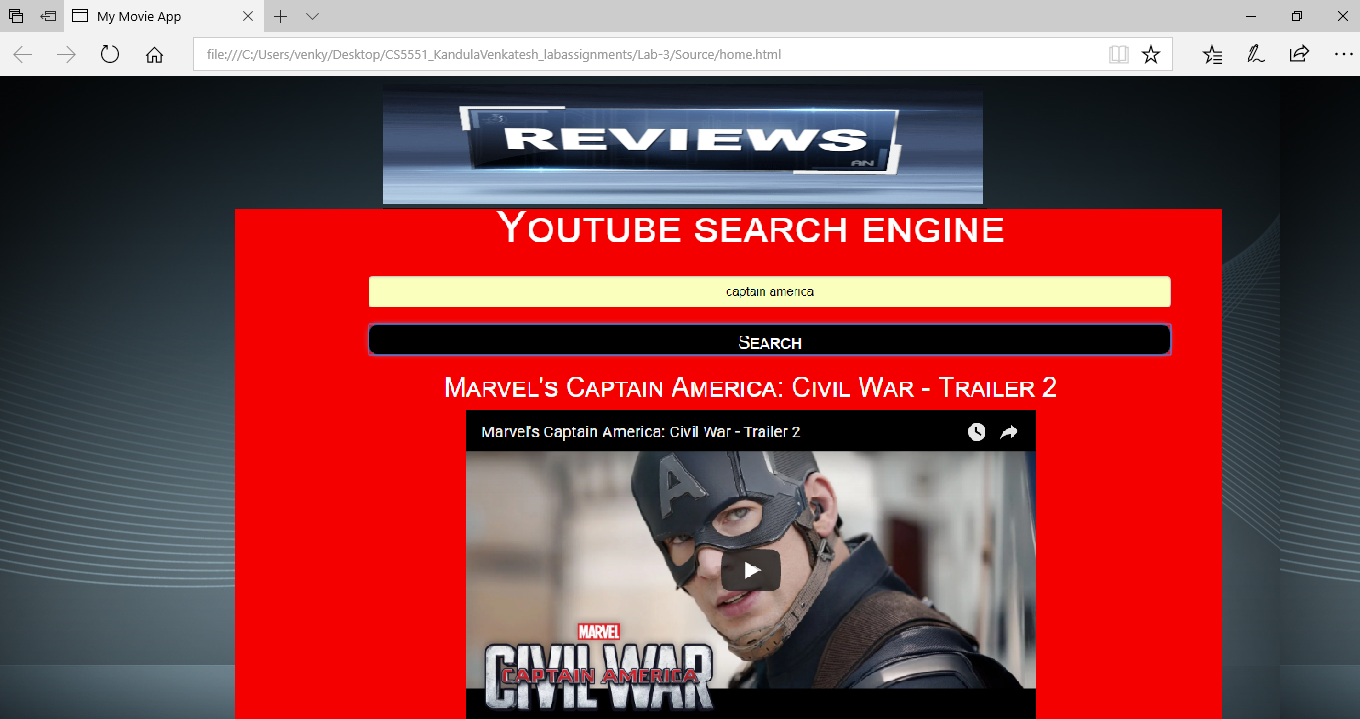 My Movie App
file:///C:/Users/venky/Desktop/CS5551_KandulaVenkatesh_labassignments/Lab-3/Source/home.html
REVIEWS
AN
YOUTUBE SEARCH ENGINE
captain america
SEARCH
MARVEL'S CAPTAIN AMERICA: CIVIL WAR - TRAILER 2
Marvel's Captain America: Civil War - Trailer 2
A
MARVEL
CIVIL WAR
CAPTAIN AMERICA